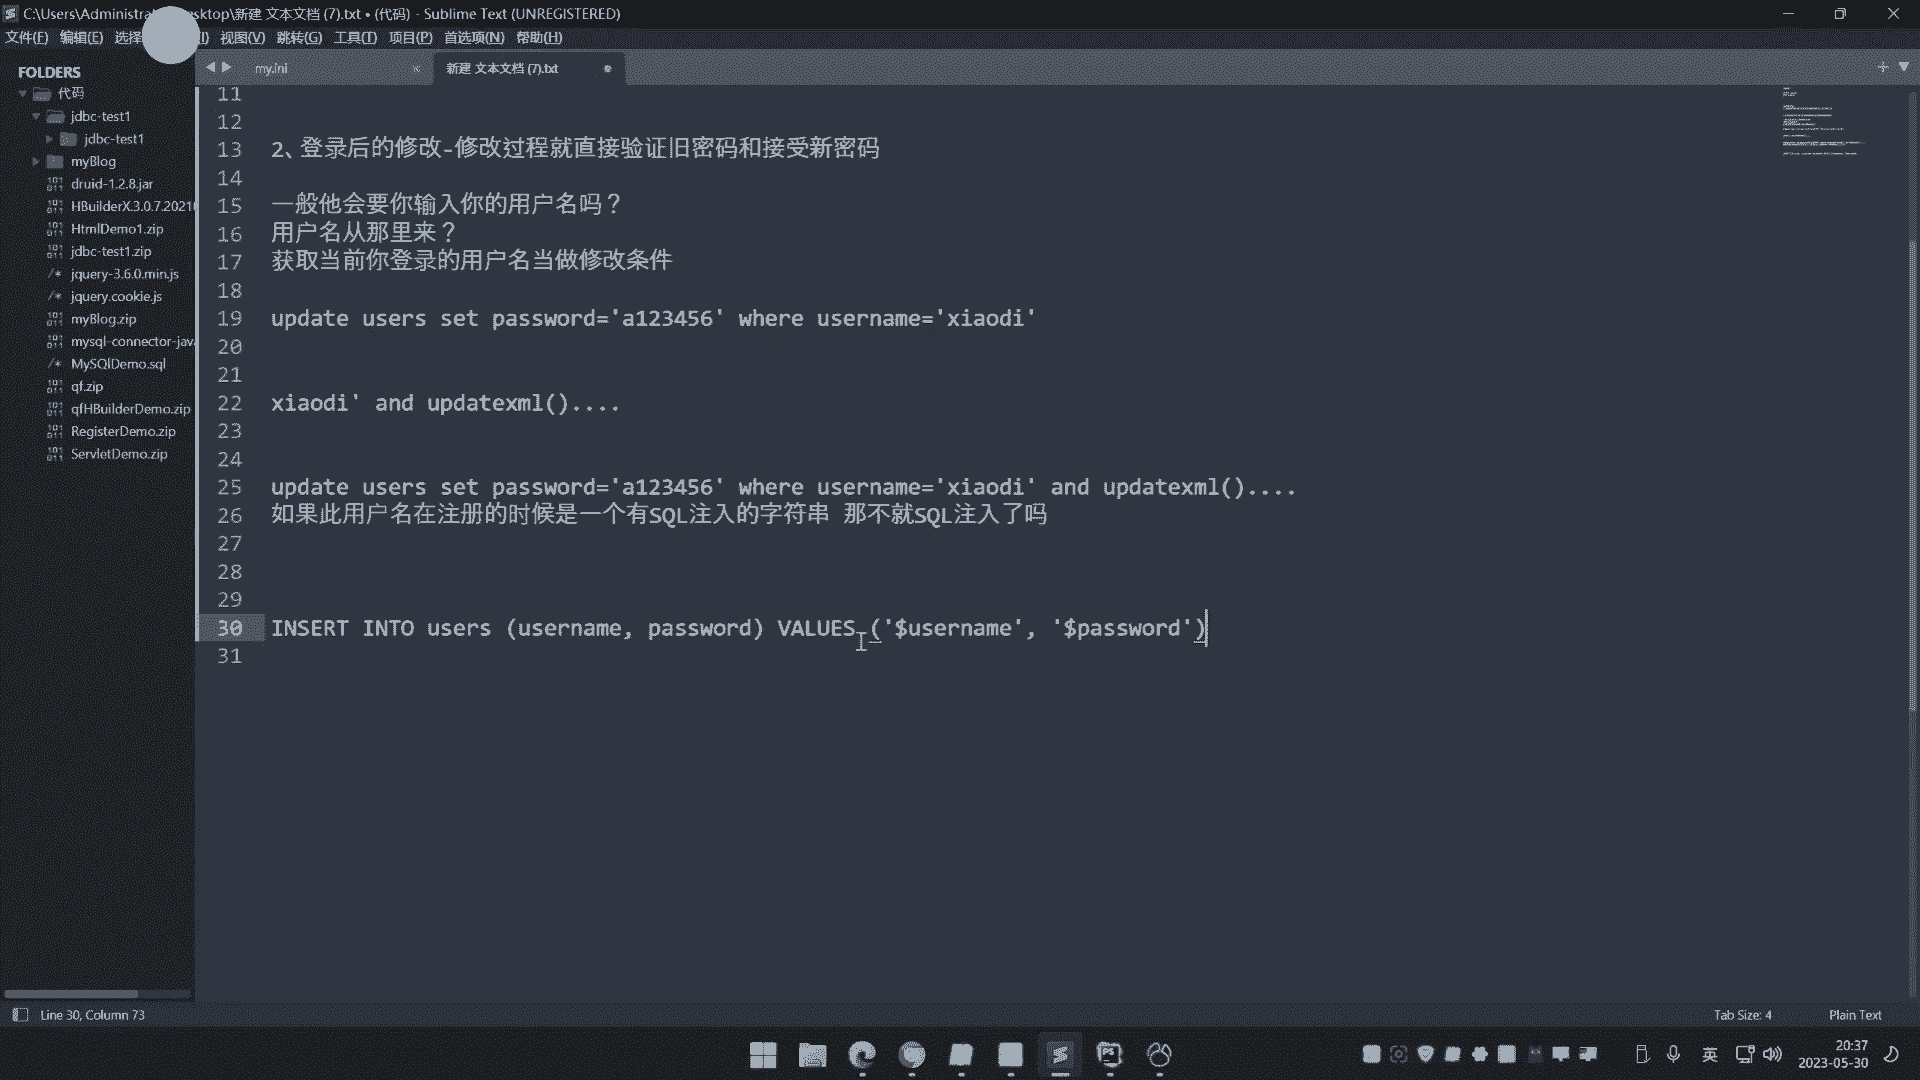 C:\Users\Administra
sktop\新建 文本文档 (7).txt • (代码) - Sublime Text (UNREGISTERED)
文件(F) 编辑(E) 选择 视图(V) 跳转(G) 工具(T) 项目(P) 首选项(N) 帮助(H)
FOLDERS
代码
jdbc-test1
jdbc-test1
myBlog
druid-1.2.8.jar
HBuilderX.3.0.7.2021
HtmlDemo1.zip
jdbc-test1.zip
jquery-3.6.0.min.js
jquery.cookie.js
myBlog.zip
mysql-connector-java
MySQlDemo.sql
qf.zip
qfHBuilderDemo.zip
RegisterDemo.zip
ServletDemo.zip
my.ini
新建 文本文档 (7).txt
11
12
13 2、登录后的修改-修改过程就直接验证旧密码和接受新密码
14
15 一般他会要你输入你的用户名吗？
16 用户名从那里来？
17 获取当前你登录的用户名当做修改条件
18
19 update users set password='a123456' where username='xiaodi'
20
21
22 xiaodi' and updatexml()....
23
24
25 update users set password='a123456' where username='xiaodi' and updatexml()....
26 如果此用户名在注册的时候是一个有SQL注入的字符串 那不就SQL注入了吗
27
28
29
30 INSERT INTO users (username, password) VALUES ('$username', '$password')
31
Line 30, Column 73
Tab Size: 4
Plain Text
英
20:37
2023-05-30